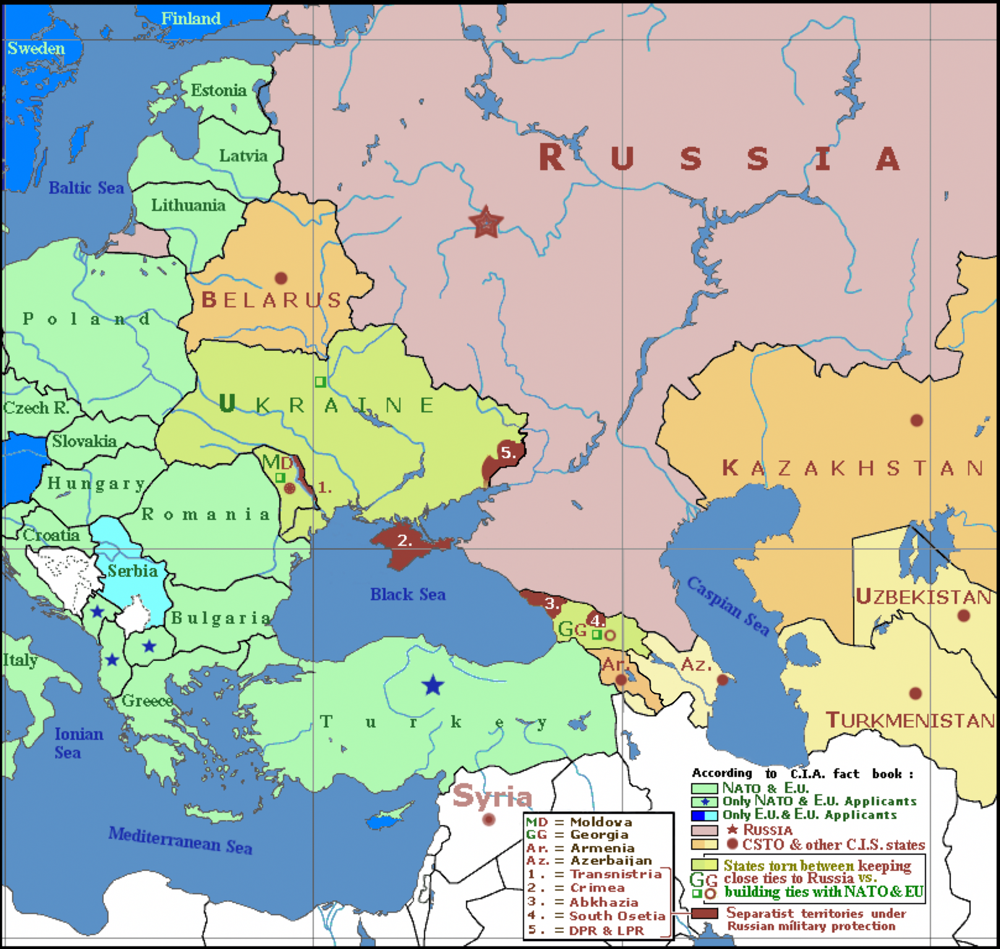 Finland
Sweden
Estonia
Latvia
RUSSIA
Baltic Sea
Lithuania
BELARUS
Poland
UKRAINE
Czech R.
Slovakia
MD
5.
KAZAKHSTAN
Hungary
1.
Romania
Croatia
2.
Serbia
Black Sea
Caspian Sea
UZBEKISTAN
3.
4.
Bulgaria
GG
Italy
Ar.
Az.
Greece
Turkey
TURKMENISTAN
Ionian
Sea
Syria
Mediterranean Sea
According to C.I.A. fact book :
NATO & E.U.
Only NATO & E.U. Applicants
Only E.U.& E.U. Applicants
RUSSIA
CSTO & other C.I.S. states
States torn between keeping
GG close ties to Russia vs.
building ties with NATO & EU
Separatist territories under
Russian military protection
MD = Moldova
GG = Georgia
Ar. = Armenia
Az. = Azerbaijan
1. = Transnistria
2. = Crimea
3. = Abkhazia
4. = South Osetia
5. = DPR & LPR